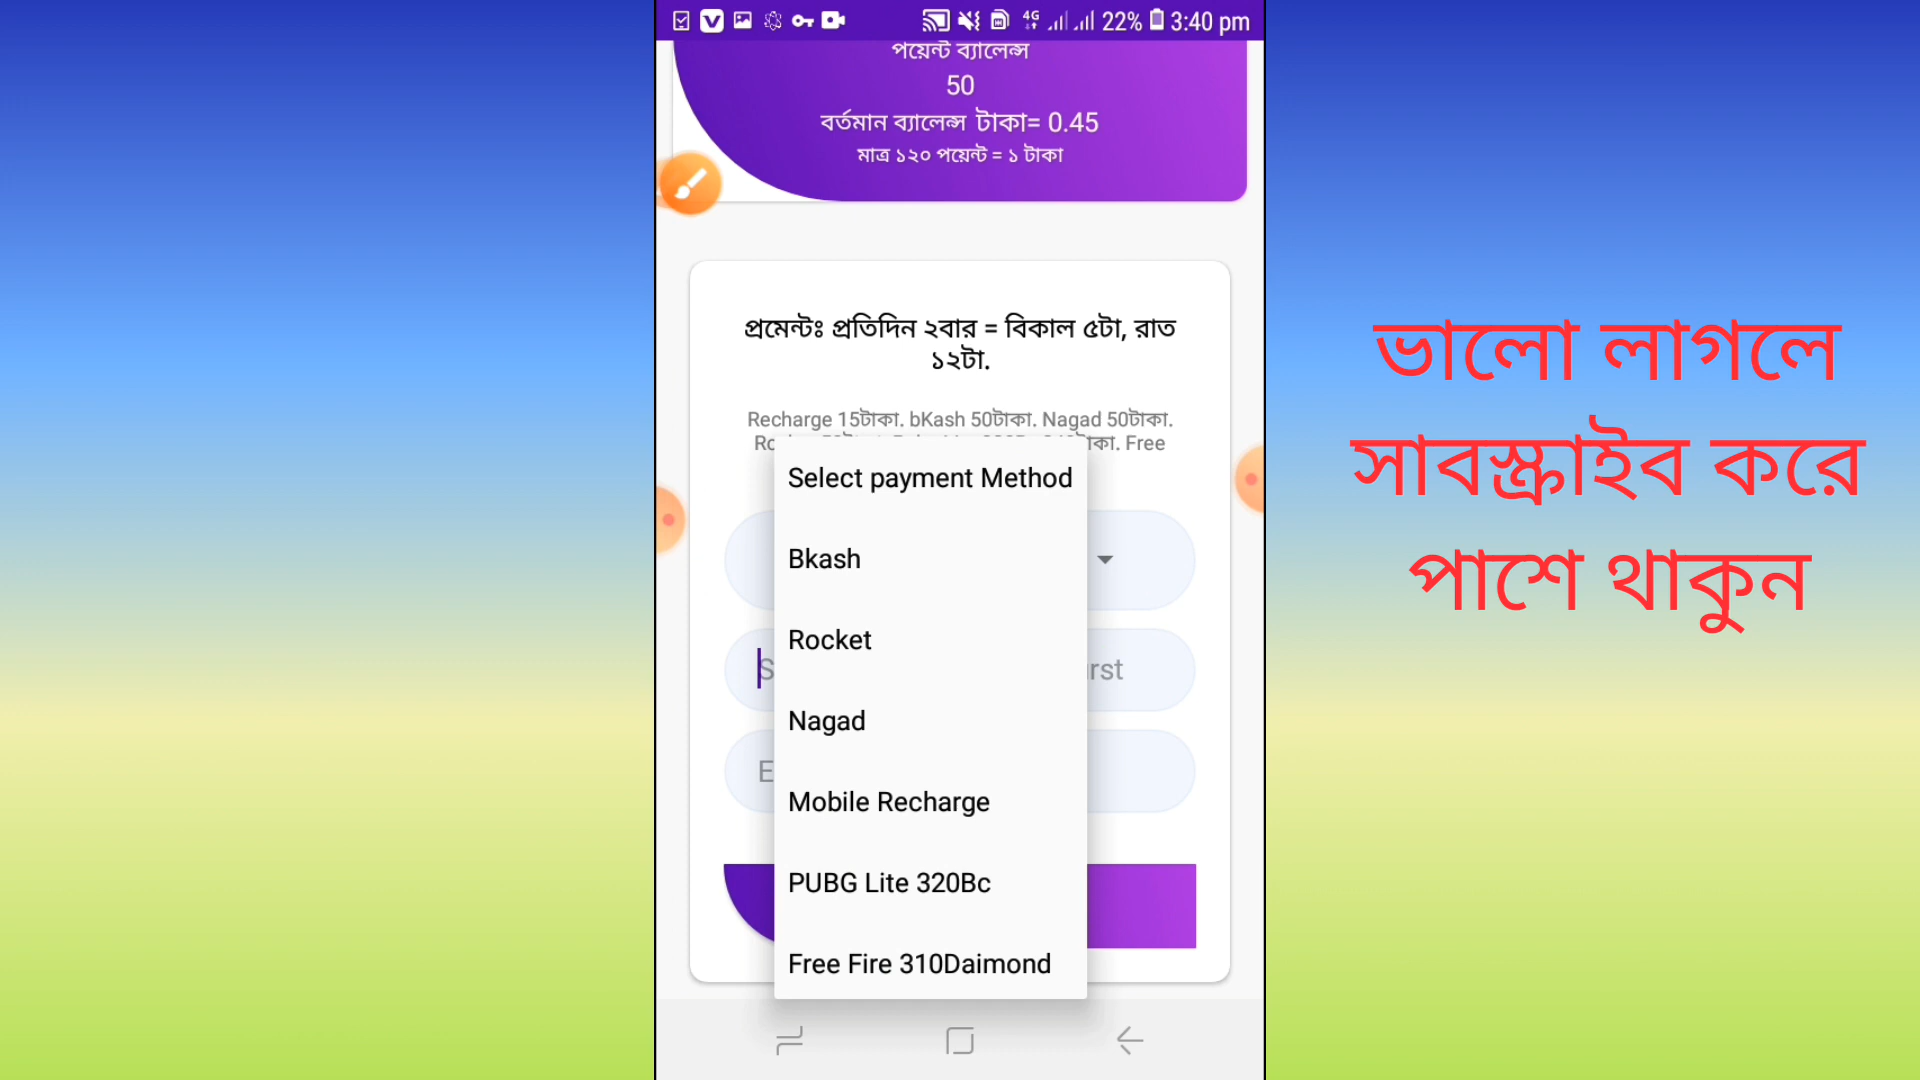 4G 22% 3:40 pm
পয়েন্ট ব্যালেন্স
50
বর্তমান ব্যালেন্স টাকা= 0.45
মাত্র ১২০ পয়েন্ট = ১ টাকা
প্রমেন্টঃ প্রতিদিন ২বার = বিকাল ৫টা, রাত
১২টা.
Recharge 15টাকা. bKash 50টাকা. Nagad 50টাকা.
Free
Select payment Method
Bkash
Rocket
Nagad
Mobile Recharge
PUBG Lite 320Bc
Free Fire 310Daimond
ভালো লাগলে
সাবস্ক্রাইব করে
পাশে থাকুন